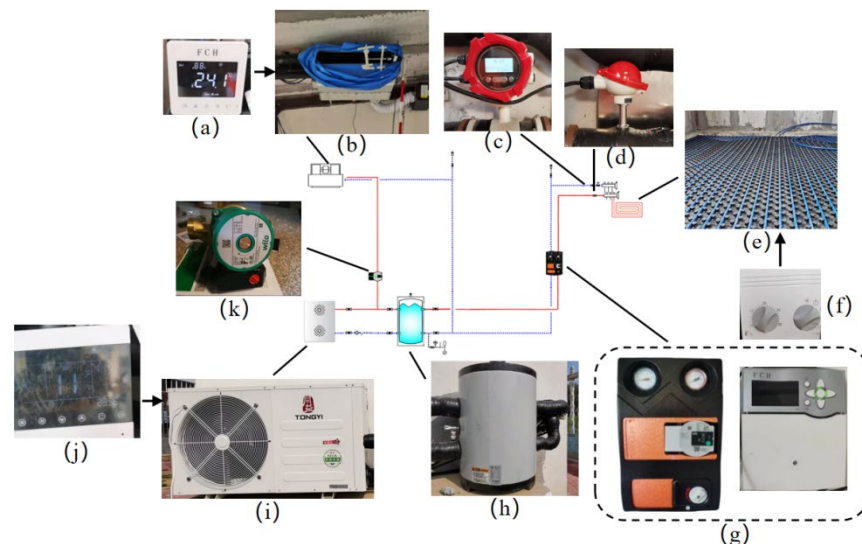 FCH
24.1
(a)
(b)
(c)
(d)
(e)
(k)
(f)
(j)
TONGYI
FCH
(i)
(h)
(g)